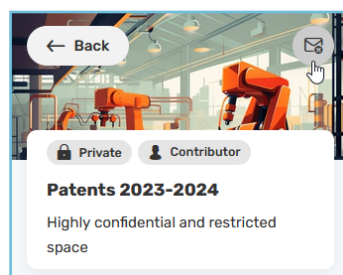 Back
Private Contributor
Patents 2023-2024
Highly confidential and restricted
space